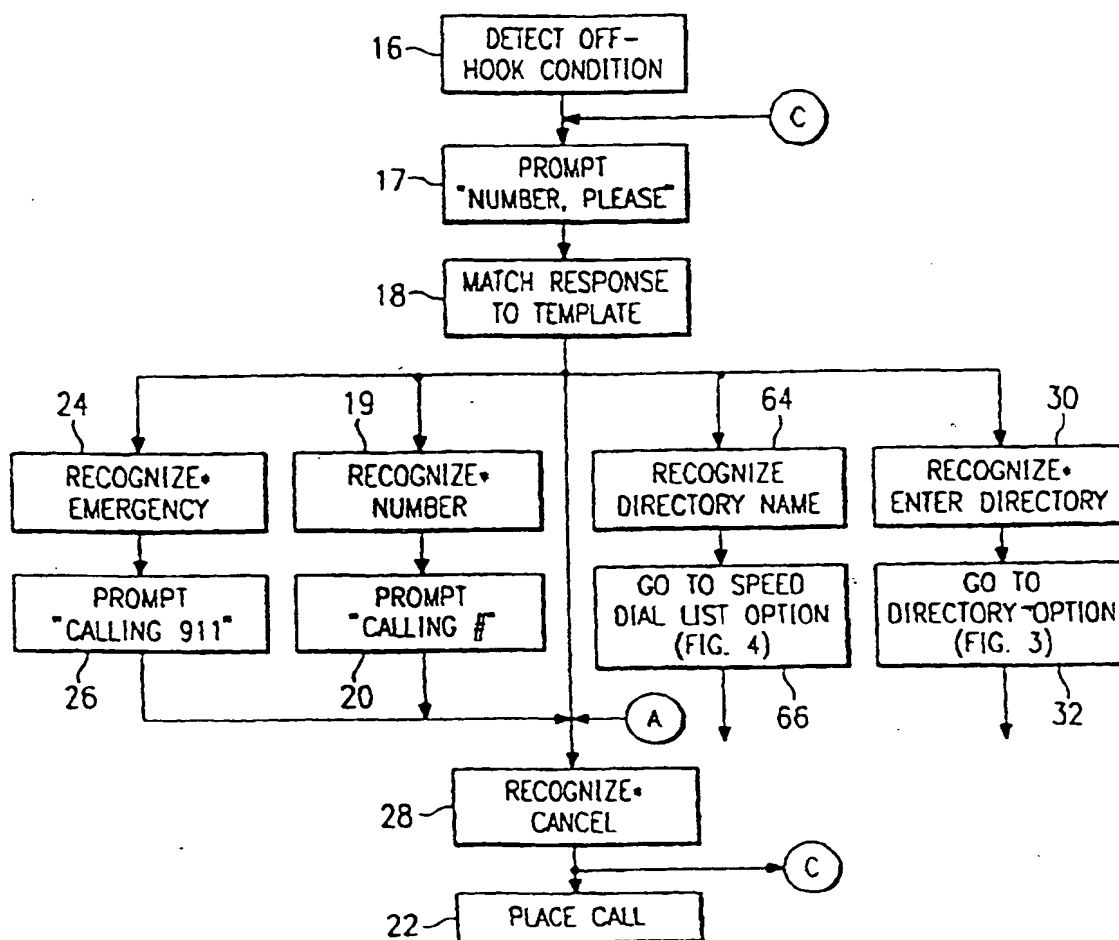 16
DETECT OFF-
HOOK CONDITION
C
17
PROMPT
"NUMBER, PLEASE"
18
MATCH RESPONSE
TO TEMPLATE
24
19
64
30
RECOGNIZE*
EMERGENCY
RECOGNIZE*
NUMBER
RECOGNIZE
DIRECTORY NAME
RECOGNIZE*
ENTER DIRECTORY
PROMPT
"CALLING 911"
PROMPT
"CALLING #"
GO TO SPEED
DIAL LIST OPTION
(FIG. 4)
GO TO
DIRECTORY OPTION
(FIG. 3)
26
20
A
66
32
28
RECOGNIZE*
CANCEL
C
22
PLACE CALL